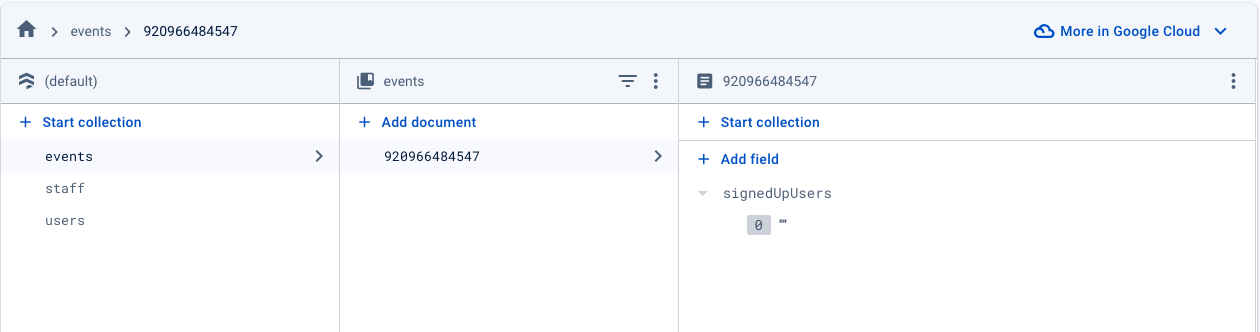 events 920966484547 More in Google Cloud
(default) events 920966484547
+ Start collection + Add document + Start collection
events 920966484547 + Add field
staff signedUpUsers
users 0 ""